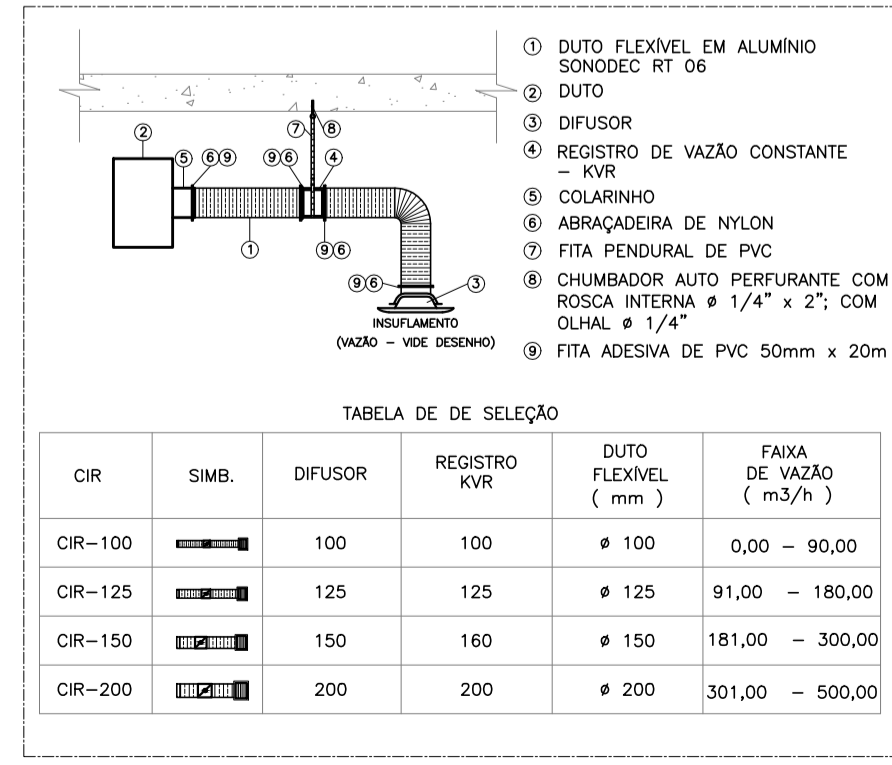 ① DUTO FLEXÍVEL EM ALUMÍNIO
SONODEC RT 06
② DUTO
③ DIFUSOR
④ REGISTRO DE VAZÃO CONSTANTE
– KVR
⑤ COLARINHO
⑥ ABRAÇADEIRA DE NYLON
⑦ FITA PENDURAL DE PVC
⑧ CHUMBADOR AUTO PERFURANTE COM
ROSCA INTERNA ø 1/4" x 2"; COM
OLHAL ø 1/4"
⑨ FITA ADESIVA DE PVC 50mm x 20m
⑦ ⑧
②
⑤ ⑥⑨ ⑨⑥ ④
① ⑨⑥
⑨⑥ ③
INSUFLAMENTO
(VAZÃO – VIDE DESENHO)
TABELA DE DE SELEÇÃO
CIR SIMB. DIFUSOR REGISTRO KVR DUTO FLEXÍVEL ( mm ) FAIXA DE VAZÃO ( m3/h )
CIR–100 100 100 ø 100 0,00 – 90,00
CIR–125 125 125 ø 125 91,00 – 180,00
CIR–150 150 160 ø 150 181,00 – 300,00
CIR–200 200 200 ø 200 301,00 – 500,00